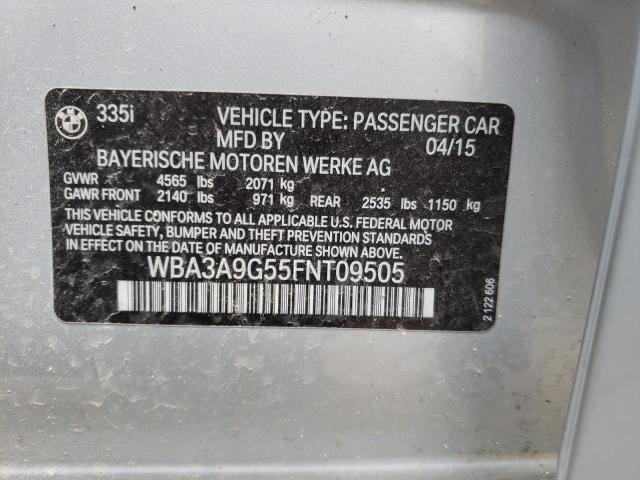 335i VEHICLE TYPE: PASSENGER CAR
MFD BY 04/15
BAYERISCHE MOTOREN WERKE AG
GVWR 4565 lbs 2071 kg
GAWR FRONT 2140 lbs 971 kg REAR 2535 lbs 1150 kg
THIS VEHICLE CONFORMS TO ALL APPLICABLE U.S. FEDERAL MOTOR
VEHICLE SAFETY, BUMPER AND THEFT PREVENTION STANDARDS
IN EFFECT ON THE DATE OF MANUFACTURE SHOWN ABOVE.
WBA3A9G55FNT09505
2 122 606